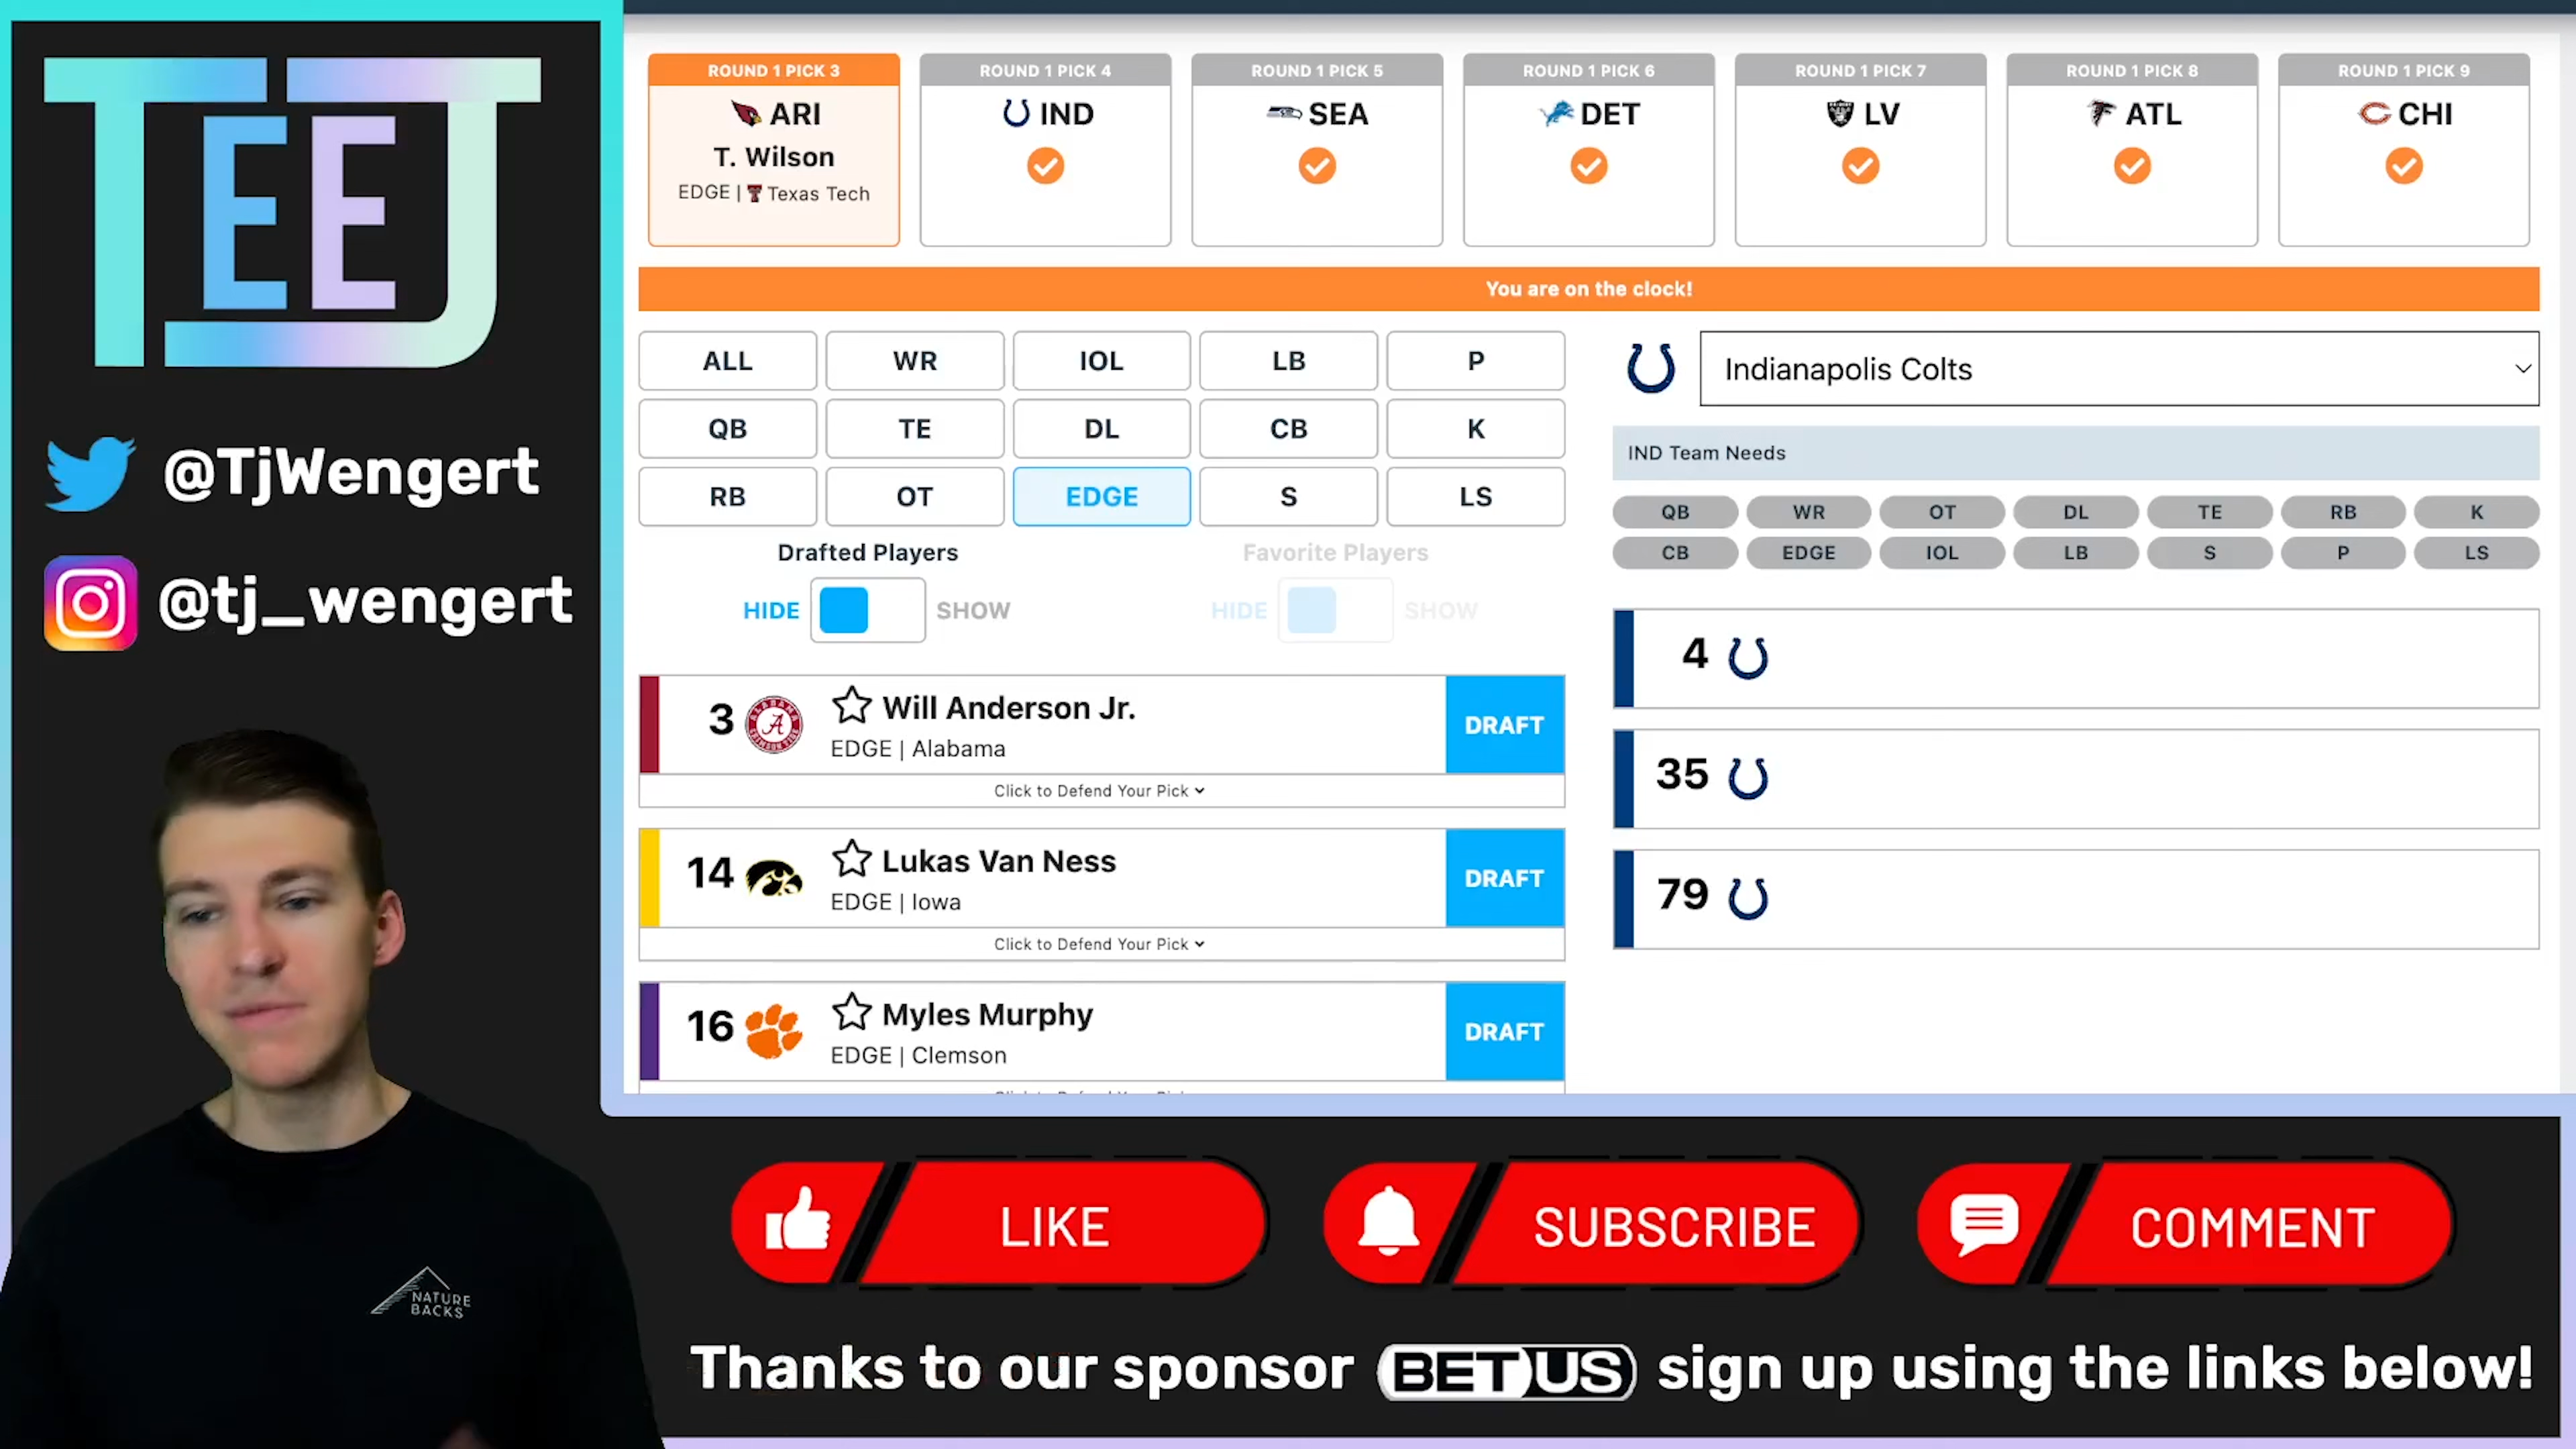 TEEJ
@TjWengert
@tj_wengert
NATURE
BACKS
ROUND 1 PICK 3
ARI
T. Wilson
EDGE | Texas Tech
ROUND 1 PICK 4
IND
ROUND 1 PICK 5
SEA
ROUND 1 PICK 6
DET
ROUND 1 PICK 7
LV
ROUND 1 PICK 8
ATL
ROUND 1 PICK 9
CHI
You are on the clock!
ALL WR IOL LB P
QB TE DL CB K
RB OT EDGE S LS
Drafted Players
HIDE SHOW
Favorite Players
HIDE SHOW
3 Will Anderson Jr.
EDGE | Alabama
DRAFT
Click to Defend Your Pick
14 Lukas Van Ness
EDGE | Iowa
DRAFT
Click to Defend Your Pick
16 Myles Murphy
EDGE | Clemson
DRAFT
Indianapolis Colts
IND Team Needs
QB WR OT DL TE RB K
CB EDGE IOL LB S P LS
4
35
79
LIKE
SUBSCRIBE
COMMENT
Thanks to our sponsor BETUS sign up using the links below!